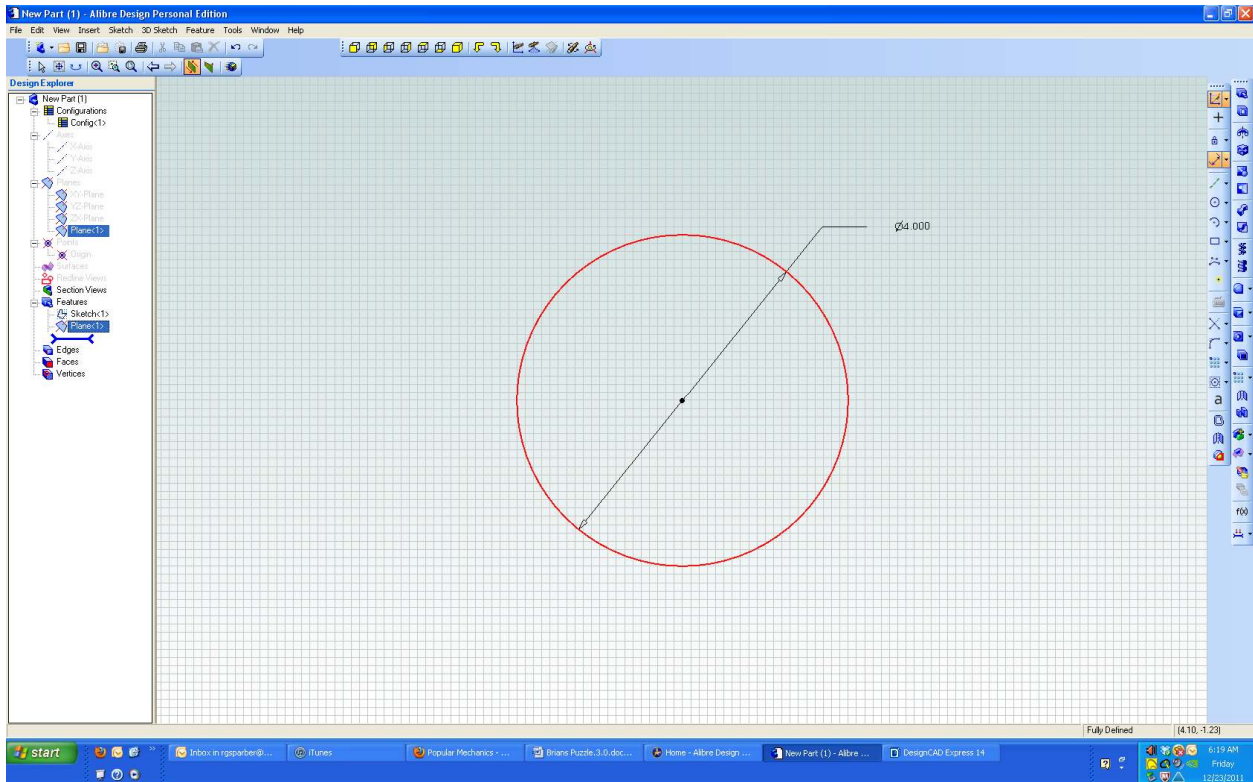 New Part (1) - Alibre Design Personal Edition
File Edit View Insert Sketch 3D Sketch Feature Tools Window Help
Design Explorer
New Part (1)
Configurations
Config<1>
Axes
X-Axis
Y-Axis
Z-Axis
Planes
XY-Plane
YZ-Plane
ZX-Plane
Plane<1>
Points
Origin
Surfaces
Redline Views
Section Views
Features
Sketch<1>
Plane<1>
Edges
Faces
Vertices
Ø4.000
a
f(x)
Fully Defined (4.10, -1.23)
start Inbox in rgsparber@... iTunes Popular Mechanics - ... Brians Puzzle.3.0.doc... Home - Alibre Design ... New Part (1) - Alibre ... DesignCAD Express 14
6:19 AM
Friday
12/23/2011